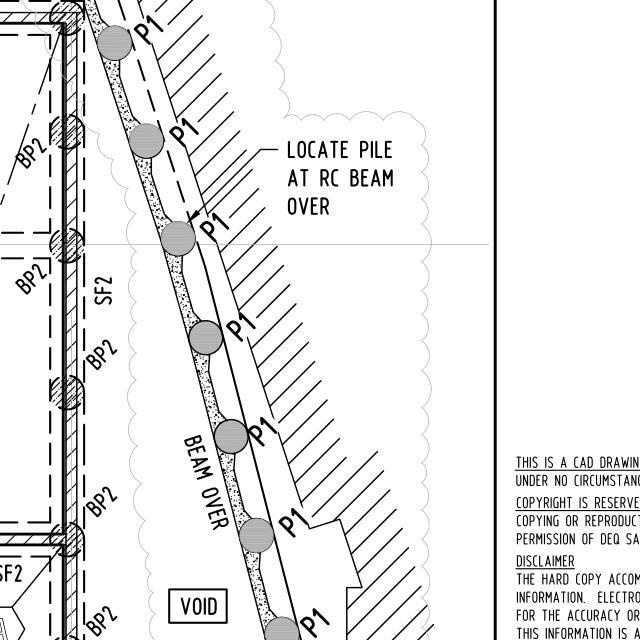 P1
P1
BP2
LOCATE PILE
AT RC BEAM
OVER
P1
BP2
SF2
P1
BP2
P1
BEAM OVER
BP2
P1
SF2
VOID
BP2
P1
THIS IS A CAD DRAWIN
UNDER NO CIRCUMSTANC
COPYRIGHT IS RESERVE
COPYING OR REPRODUCT
PERMISSION OF DEQ SA
DISCLAIMER
THE HARD COPY ACCOM
INFORMATION. ELECTRO
FOR THE ACCURACY OR
THIS INFORMATION IS A